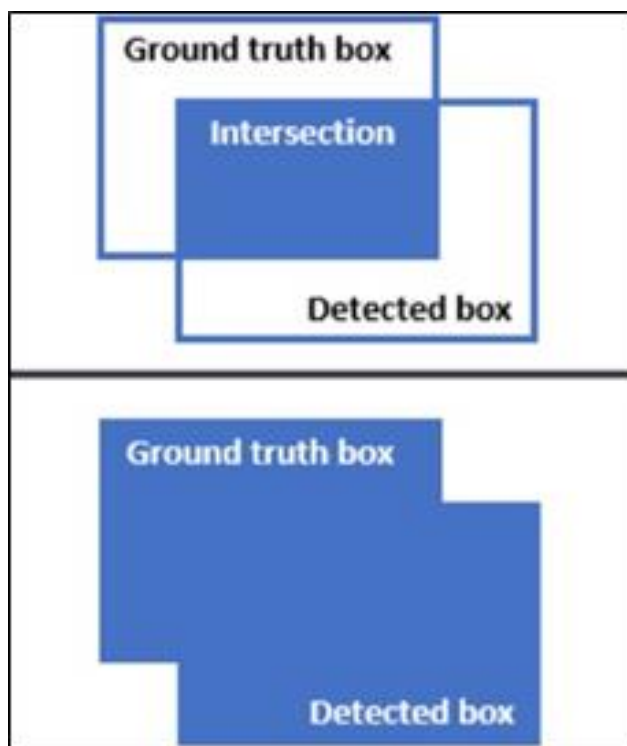 Ground truth box
Intersection
Detected box
Ground truth box
Detected box